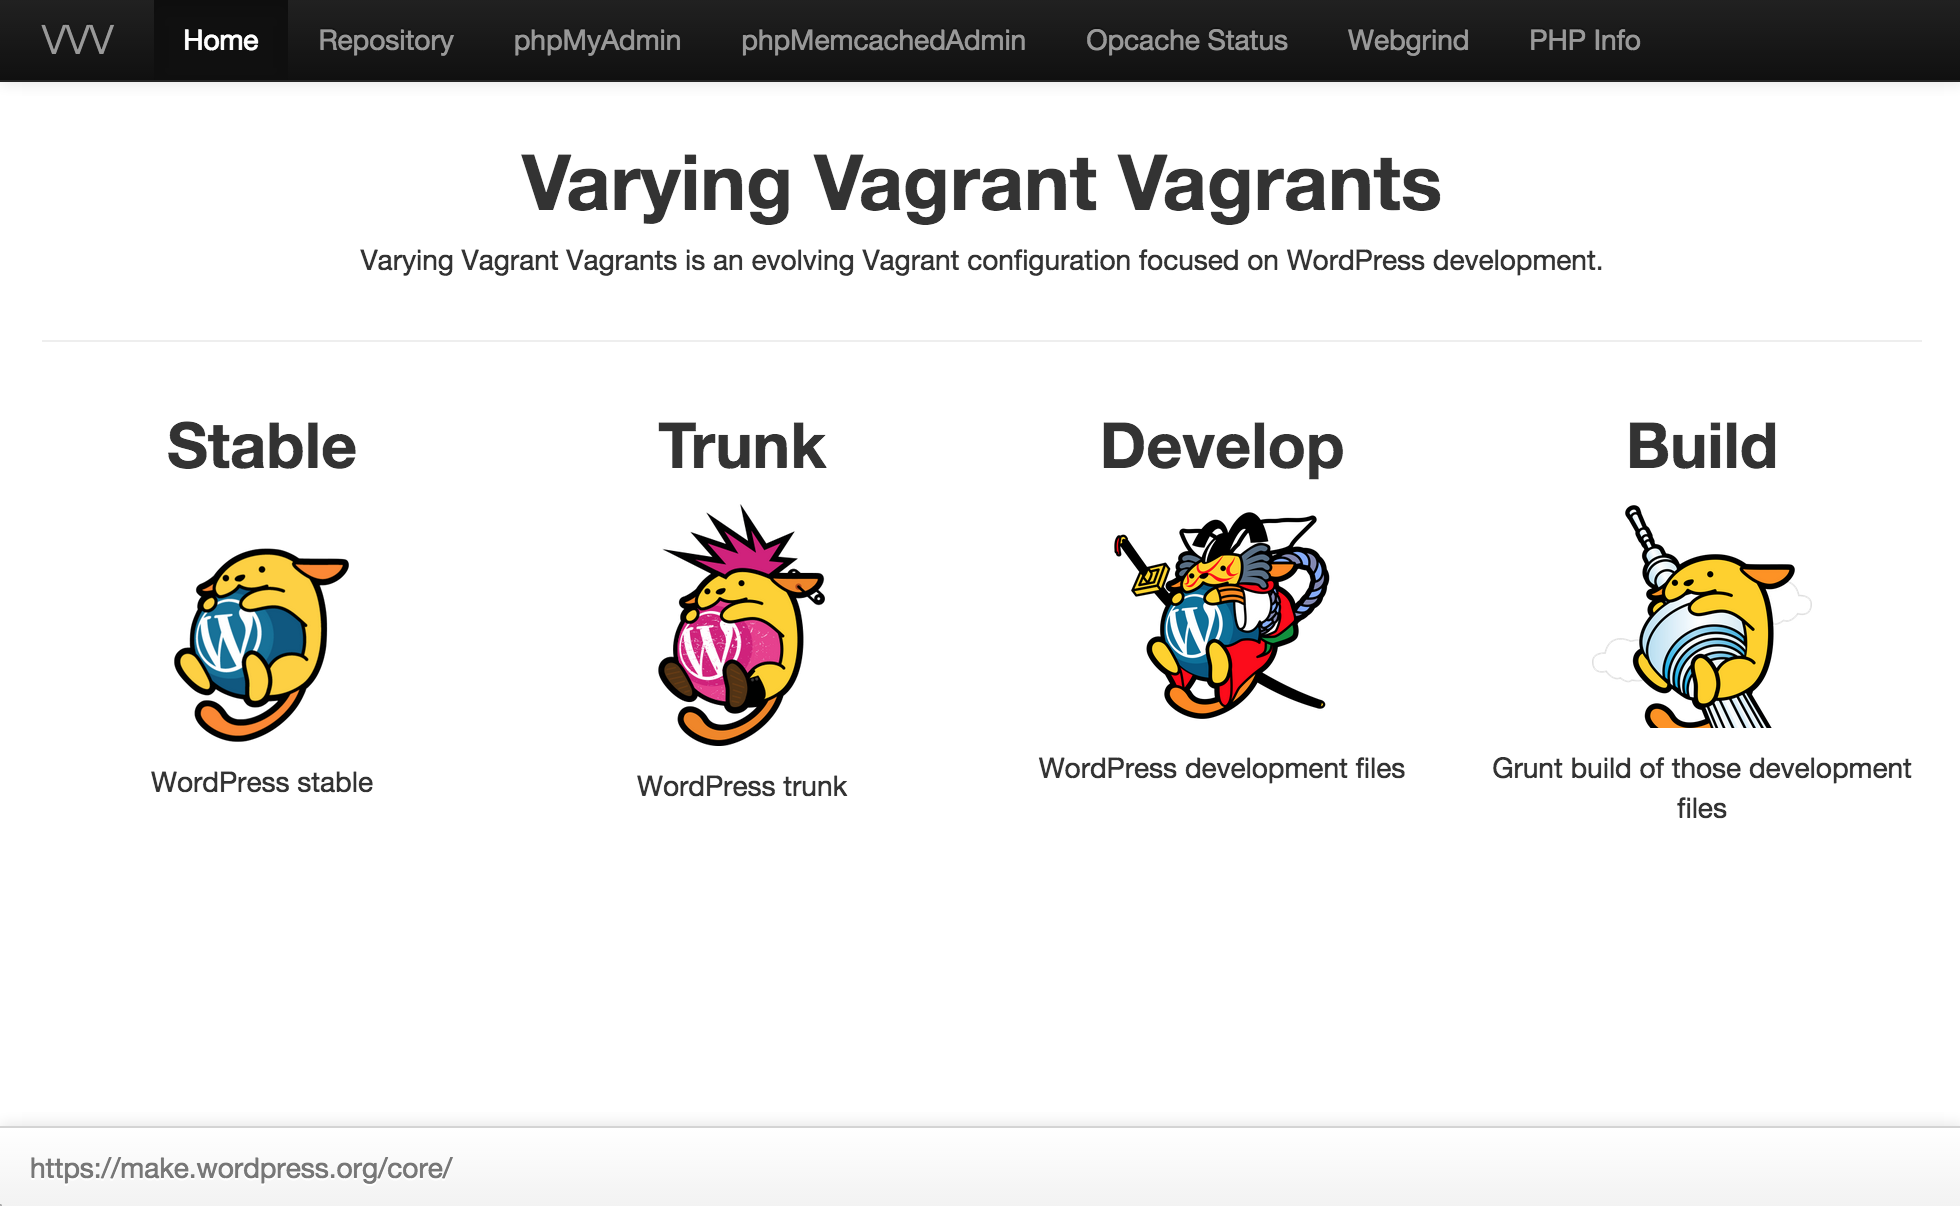 VVV Home Repository phpMyAdmin phpMemcachedAdmin Opcache Status Webgrind PHP Info
Varying Vagrant Vagrants
Varying Vagrant Vagrants is an evolving Vagrant configuration focused on WordPress development.
Stable Trunk Develop Build
W W W
WordPress stable WordPress trunk WordPress development files Grunt build of those development
files
https://make.wordpress.org/core/